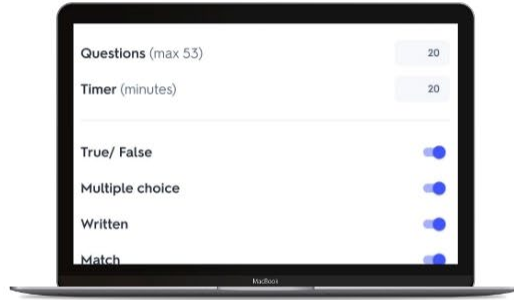 Questions (max 53) 20
Timer (minutes) 20
True/ False
Multiple choice
Written
Match
MacBook